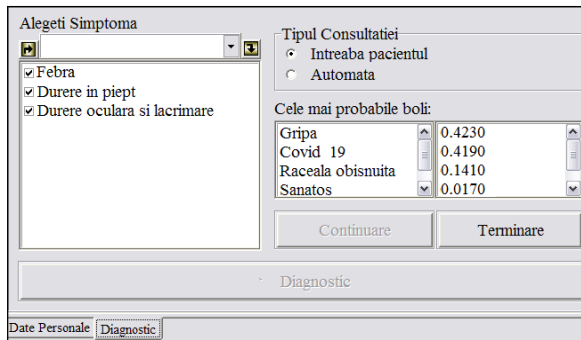 Alegeti Simptoma
Febra
Durere in piept
Durere oculara si lacrimare
Tipul Consultatiei
Intreaba pacientul
Automata
Cele mai probabile boli:
Gripa 0.4230
Covid 19 0.4190
Raceala obisnuita 0.1410
Sanatos 0.0170
Continuare Terminare
Diagnostic
Date Personale Diagnostic